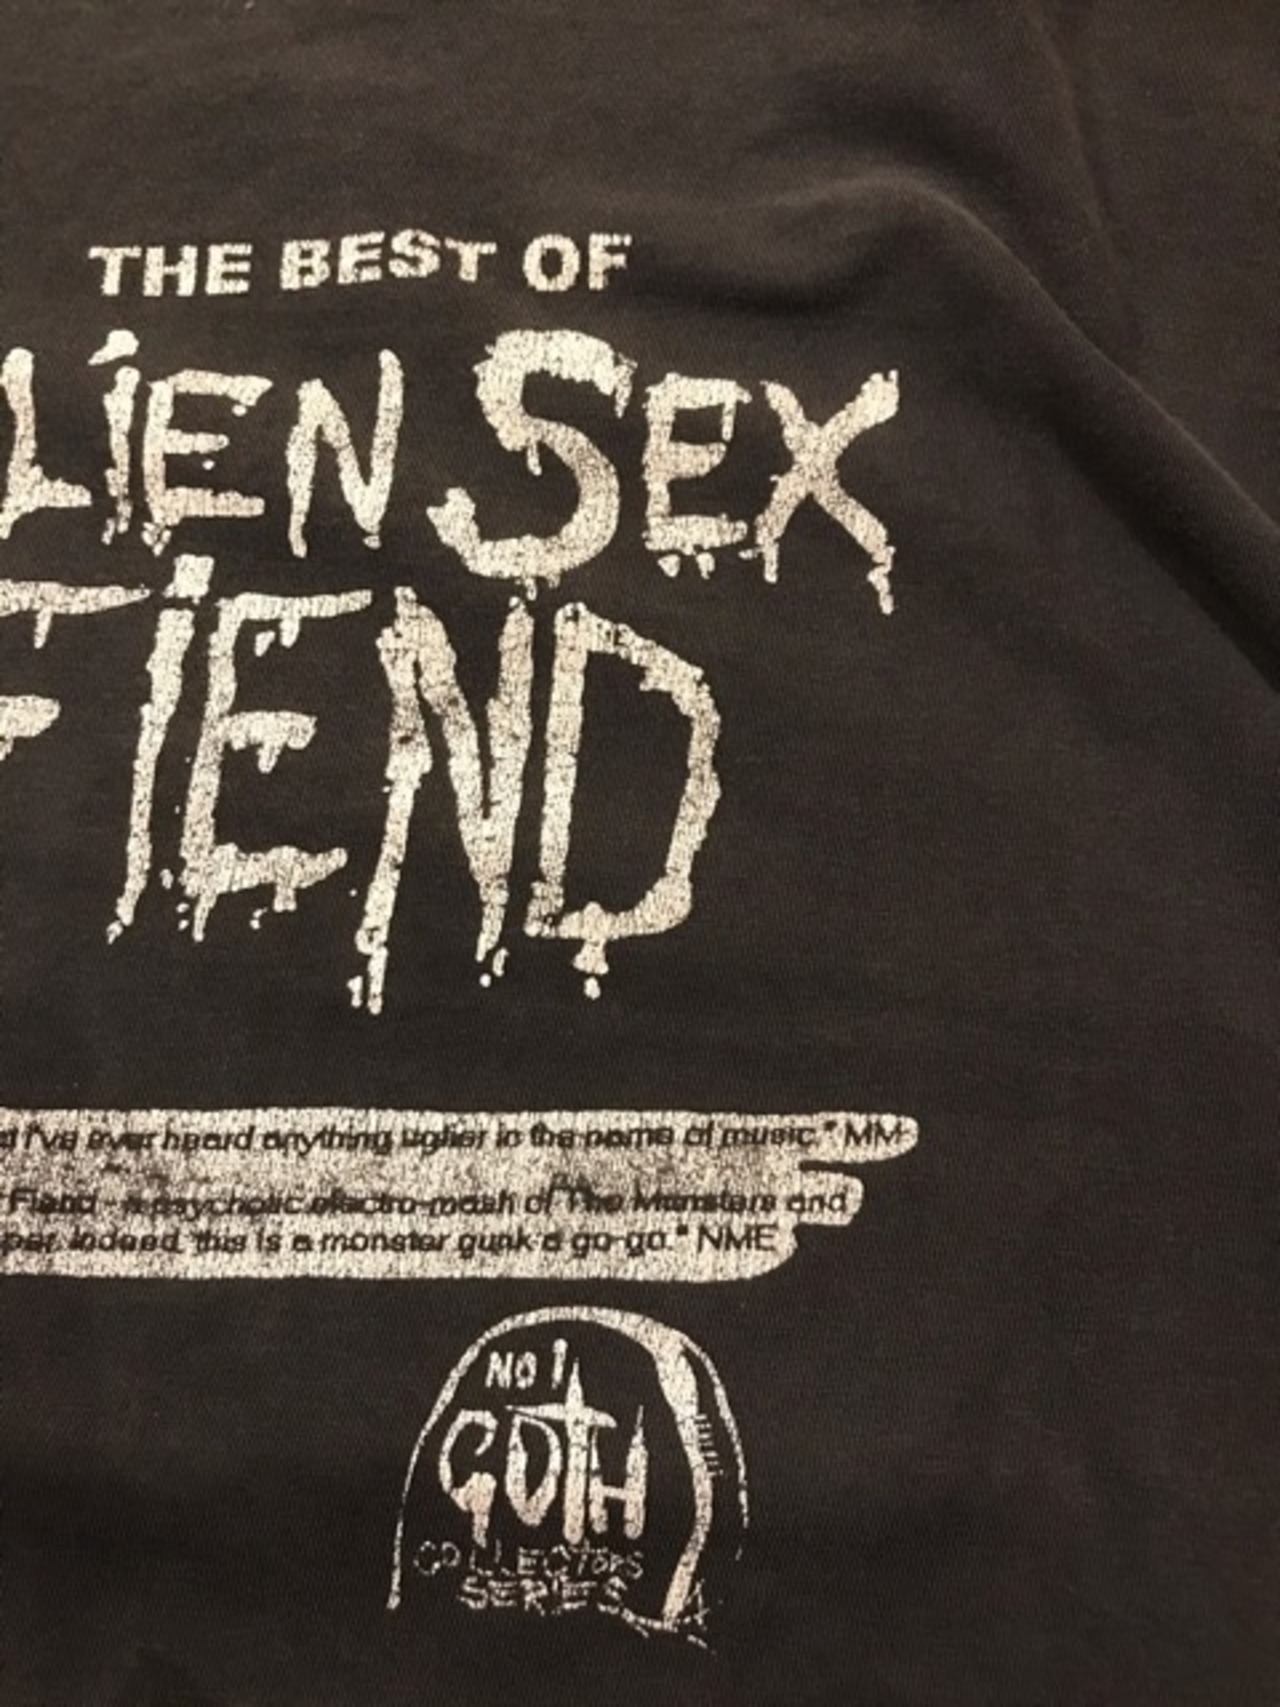 THE BEST OF
LIEN SEX
FIEND
I've ever heard anything uglier in the name of music." MM
Fiend - a psychotic electro-mash of The Munsters and
indeed, this is a monster gunk a go-go." NME
NO 1
GOTH
COLLECTORS
SERIES